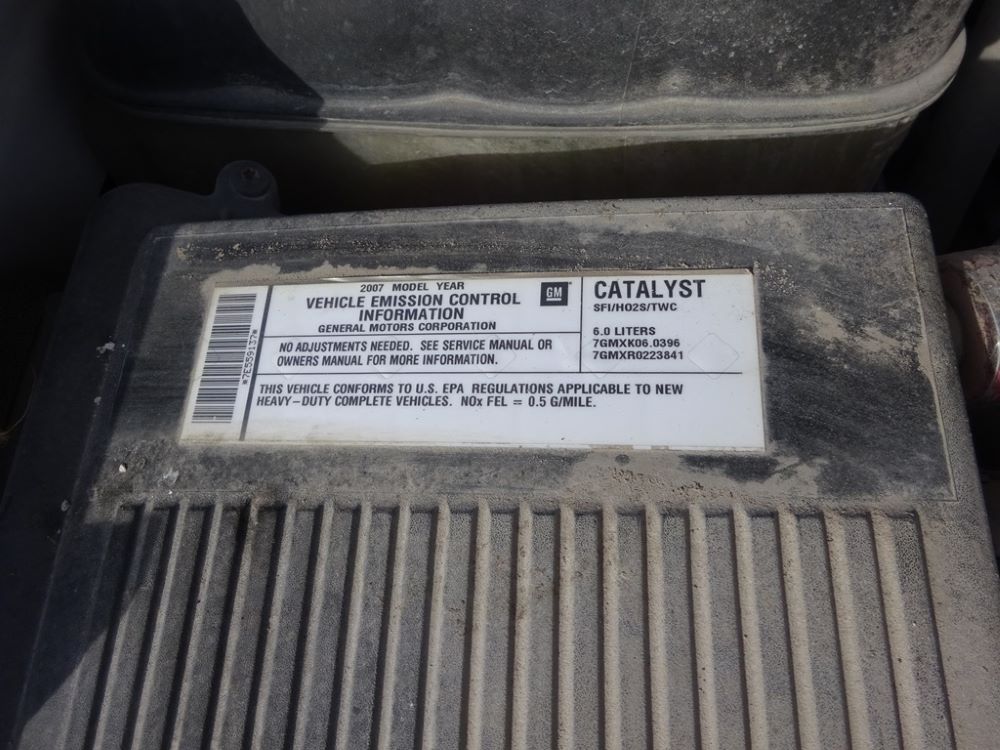 2007 MODEL YEAR
VEHICLE EMISSION CONTROL
INFORMATION
GENERAL MOTORS CORPORATION
GM
NO ADJUSTMENTS NEEDED. SEE SERVICE MANUAL OR
OWNERS MANUAL FOR MORE INFORMATION.
CATALYST
SFI/HO2S/TWC
6.0 LITERS
7GMXK06.0396
7GMXR0223841
THIS VEHICLE CONFORMS TO U.S. EPA REGULATIONS APPLICABLE TO NEW
HEAVY-DUTY COMPLETE VEHICLES. NOx FEL = 0.5 G/MILE.
*7E559137*